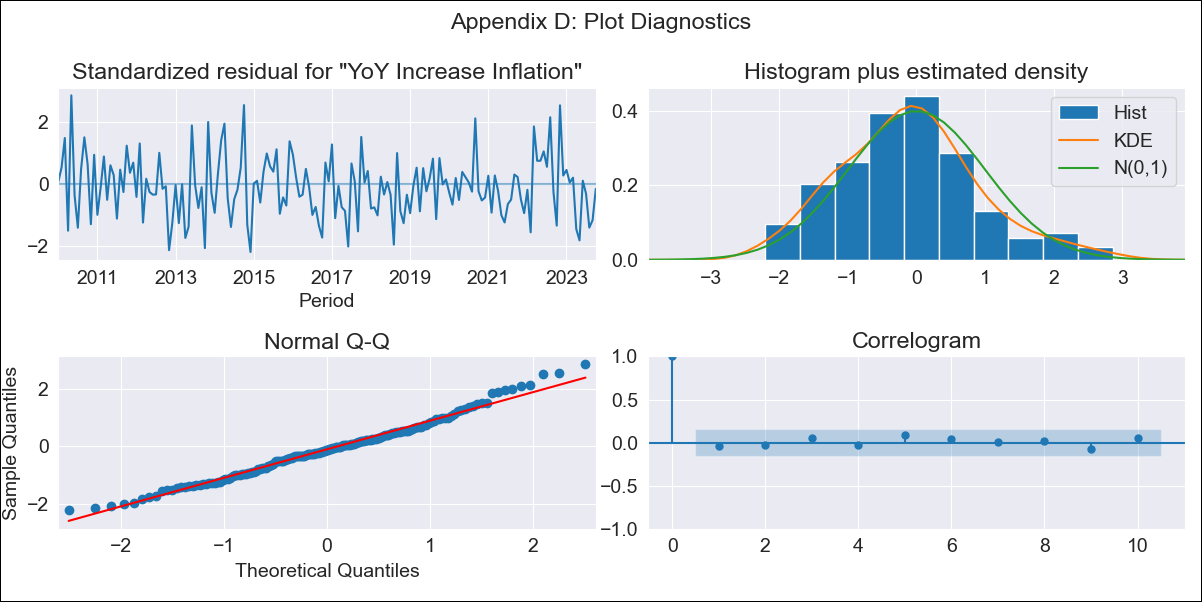 Appendix D: Plot Diagnostics
Standardized residual for "YoY Increase Inflation"
2
0
−2
2011 2013 2015 2017 2019 2021 2023
Period
Histogram plus estimated density
0.4
0.2
0.0
−3 −2 −1 0 1 2 3
Hist
KDE
N(0,1)
Normal Q-Q
Sample Quantiles
2
0
−2
−2 −1 0 1 2
Theoretical Quantiles
Correlogram
1.0
0.5
0.0
−0.5
−1.0
0 2 4 6 8 10